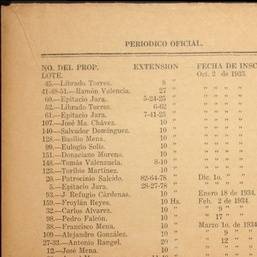 PERIODICO OFICIAL.
NO. DEL PROP. EXTENSION FECHA DE INSC
LOTE. Oct. 2 de 1933.
45.—Librado Torres. 8 " " " " "
41-48-51.—Ramón Valencia. 27 " " " " "
60.—Epitacio Jara. 5-24-25 " " " "
52.—Librado Torres. 6-62 " " " "
61.—Epitacio Jara. 7-41-25 " " " "
107.—José Ma. Chávez. 10 " " " " "
140.—Salvador Domínguez. 10 " " " " "
128.—Basilio Mena. 10 " " " " "
99.—Eulogio Solís. 10 " " " " "
151.—Donaciano Moreno. 10 " " " " "
148.—Tomás Valenzuela. 10 " " " " "
123.—Toribio Martínez. 10 " " " " "
20.—Patrocinio Salcido. 82-64-78 Dic. 1o. " "
5.—Epitacio Jara. 28-27-78 " " " "
93.—J. Refugio Cárdenas. 10 " Enero 18 de 1934.
159.—Froylán Reyes. 10 Hs. Feb. 2 de 1934.
32.—Carlos Alvarez. 10 " " 9 " "
98.—Pedro Falcón. 10 " " 17 " "
38.—Francisco Mena. 10 " Marzo 1o. de 1934
109.—Alejandro González. 10 " " 9 " "
27-33.—Antonio Rangel. 20 " " 12 " "
12.—José Mena. 10 "